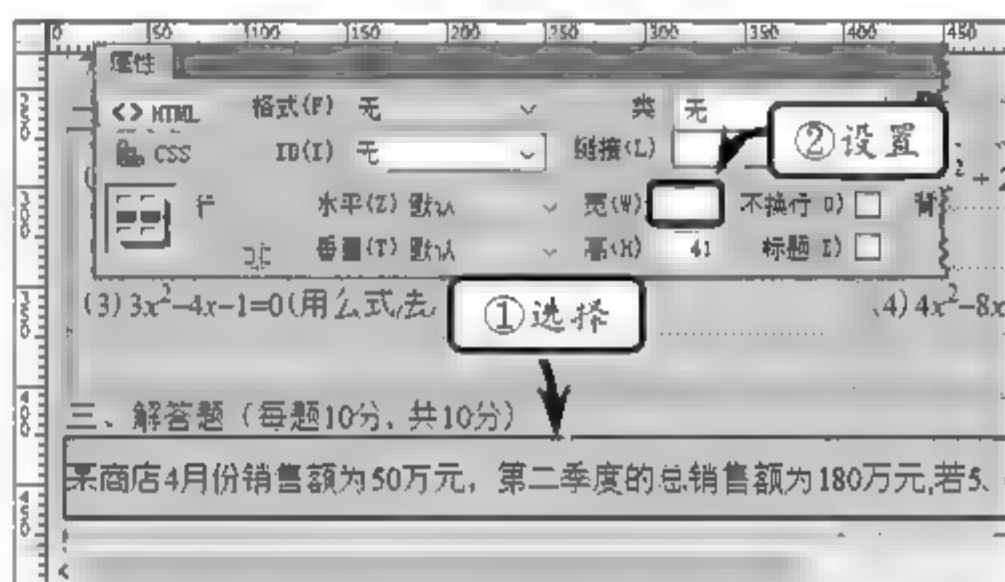 0 50 100 150 200 250 300 350 400 450
属性
<> HTML 格式(F) 无 类 无
CSS ID(I) 无 链接(L)
②设置
行 水平(Z) 默认 宽(W) 不换行 O) 背
垂直(T) 默认 高(H) 41 标题 E)
(3) 3x²-4x-1=0(用公式法 4) 4x²-8x
①选择
三、解答题（每题10分，共10分）
某商店4月份销售额为50万元，第二季度的总销售额为180万元,若5、